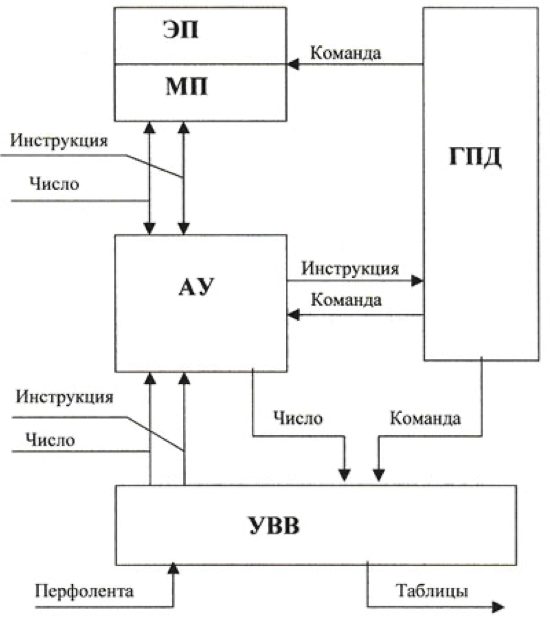 ЭП
Команда
МП
Инструкция
ГПД
Число
АУ
Инструкция
Команда
Инструкция
Число
Число
Команда
УВВ
Перфолента
Таблицы